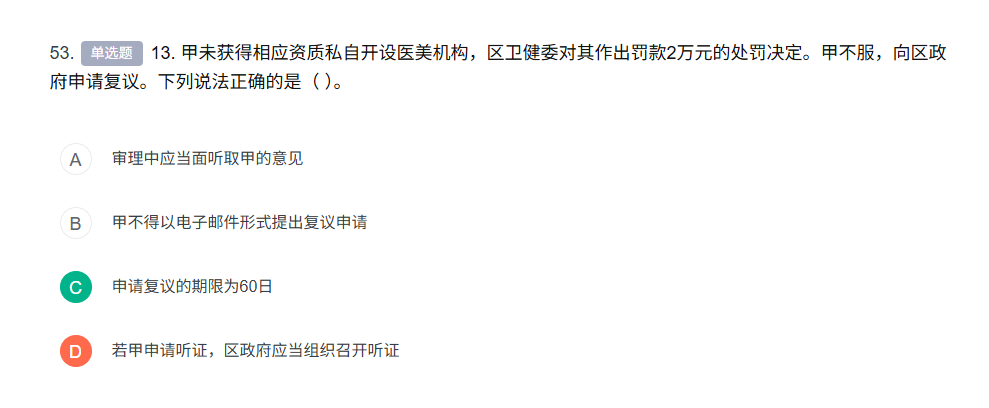 53. 单选题 13. 甲未获得相应资质私自开设医美机构，区卫健委对其作出罚款2万元的处罚决定。甲不服，向区政
府申请复议。下列说法正确的是（ ）。
A 审理中应当面听取甲的意见
B 甲不得以电子邮件形式提出复议申请
C 申请复议的期限为60日
D 若甲申请听证，区政府应当组织召开听证